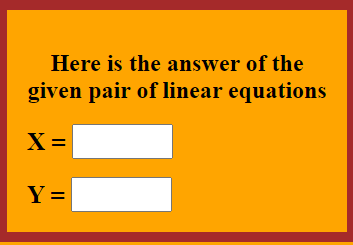 Here is the answer of the
given pair of linear equations
X =
Y =